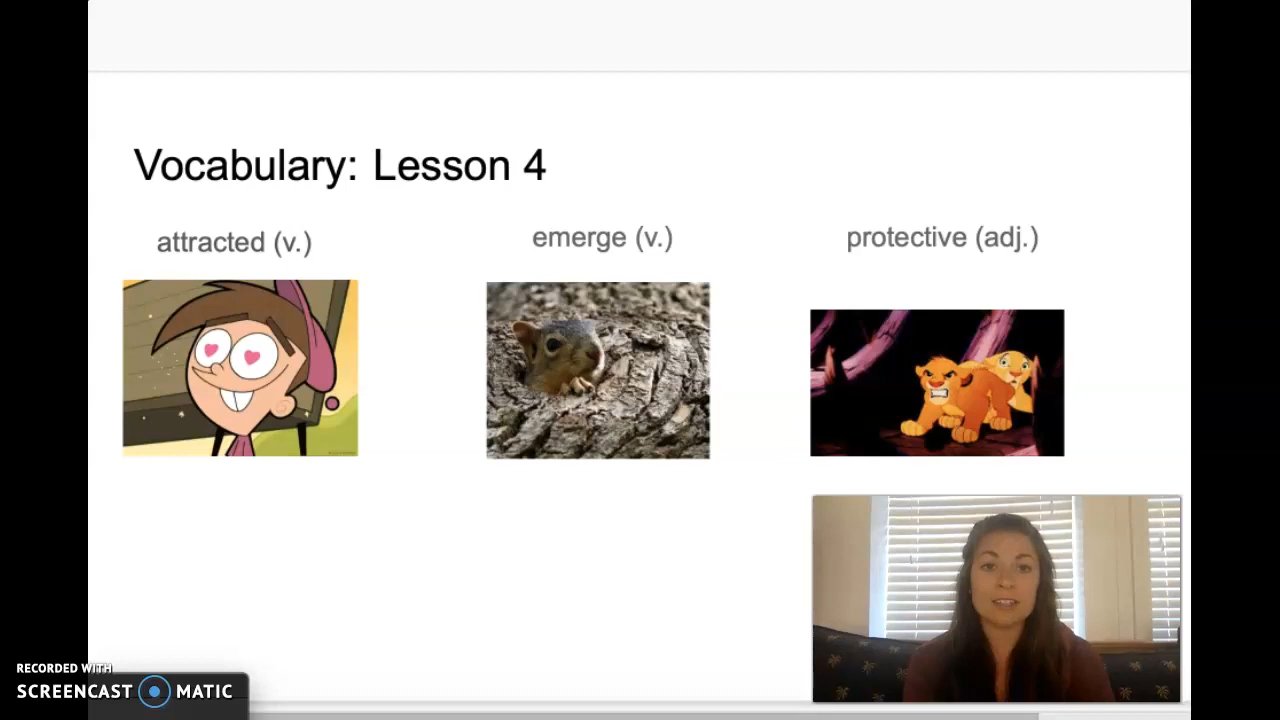 Vocabulary: Lesson 4
attracted (v.)
emerge (v.)
protective (adj.)
RECORDED WITH
SCREENCAST MATIC